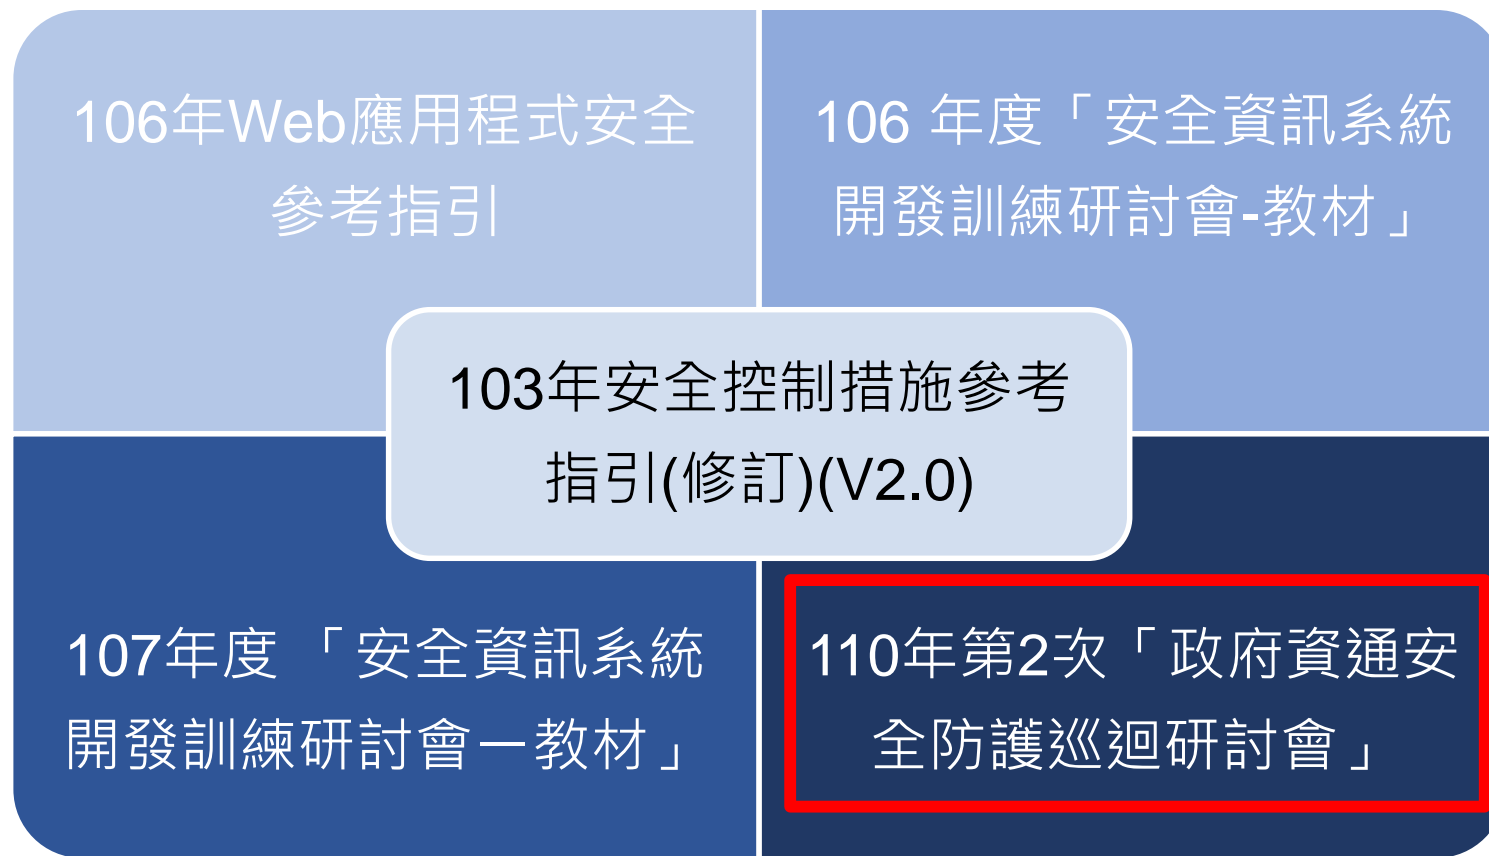 106年Web應用程式安全
參考指引
106 年度「安全資訊系統
開發訓練研討會-教材」
103年安全控制措施參考
指引(修訂)(V2.0)
107年度 「安全資訊系統
開發訓練研討會－教材」
110年第2次「政府資通安
全防護巡迴研討會」